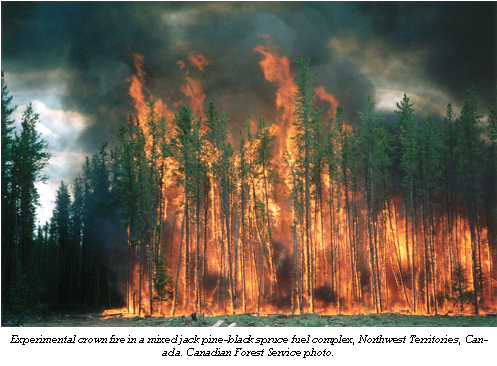 Experimental crown fire in a mixed jack pine-black spruce fuel complex, Northwest Territories, Can-
ada. Canadian Forest Service photo.